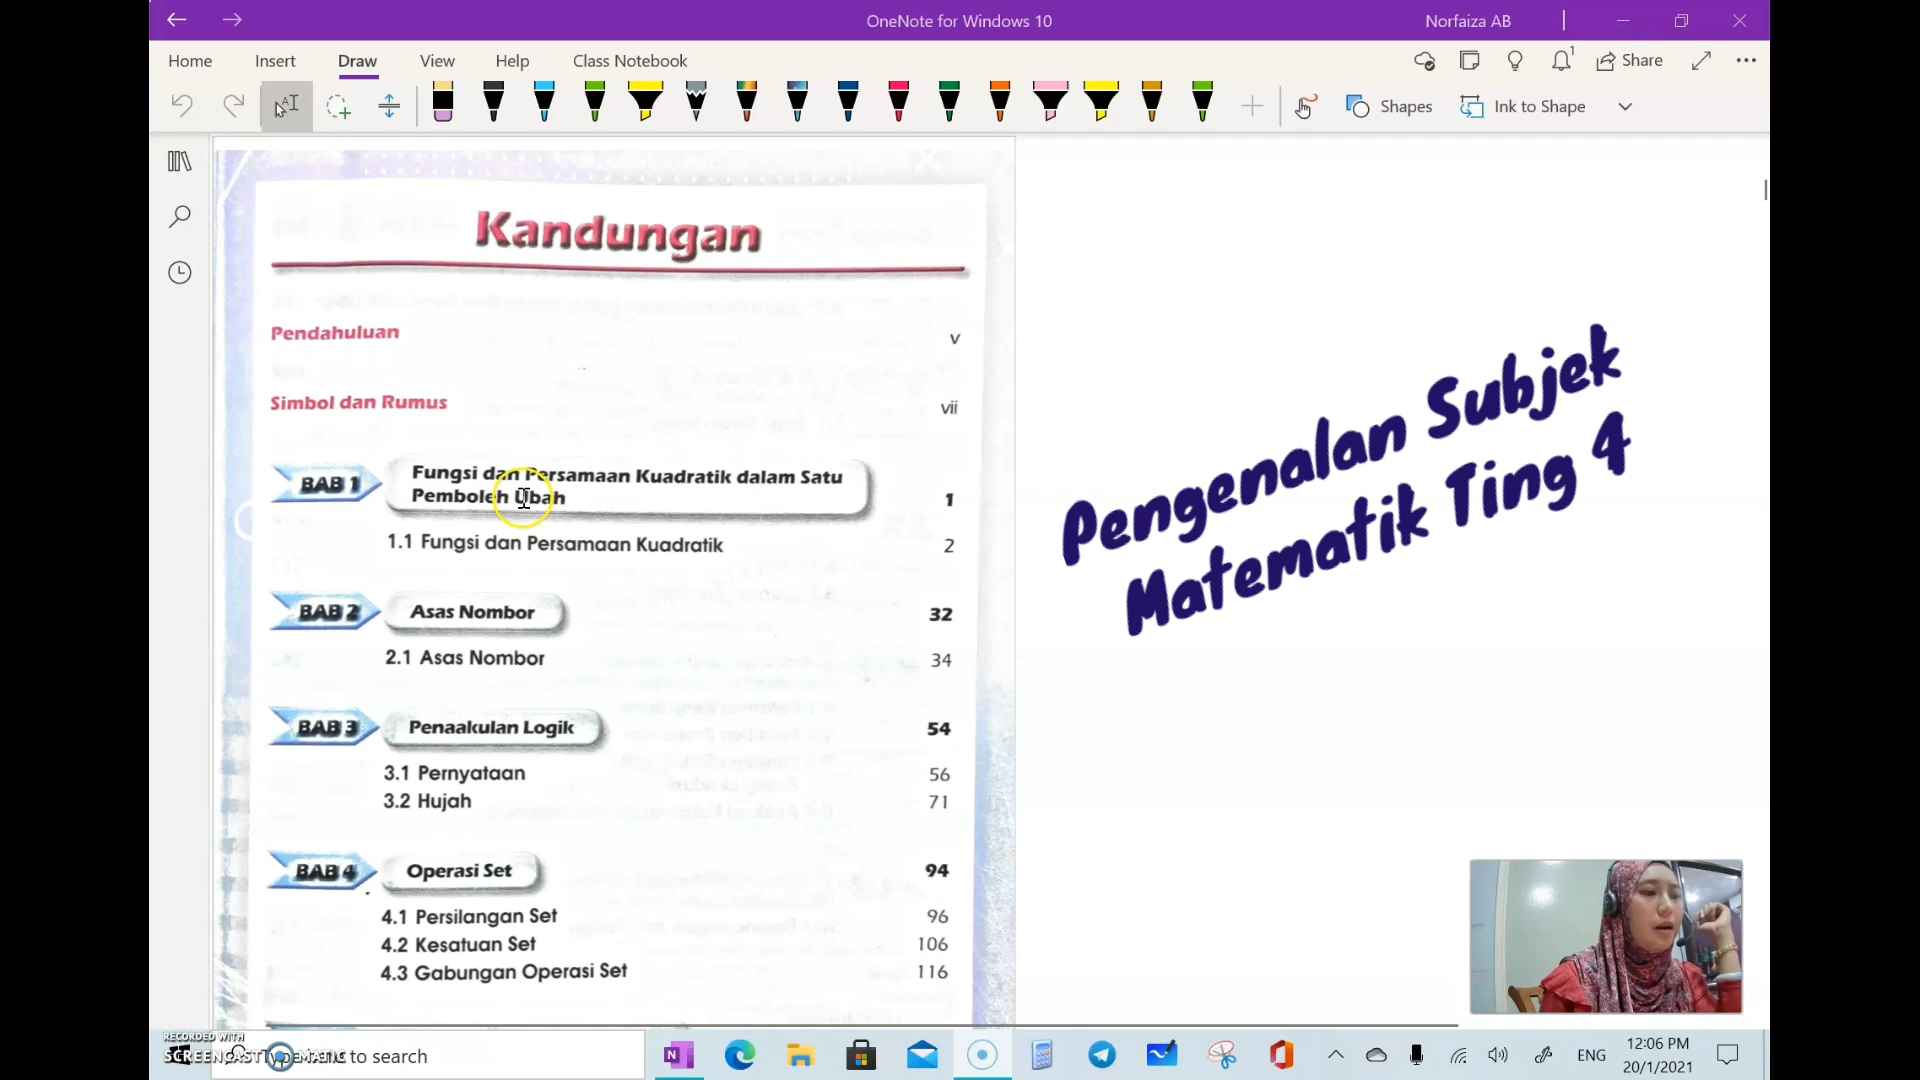 OneNote for Windows 10
Norfaiza AB
Home Insert Draw View Help Class Notebook
1
Share
Shapes
Ink to Shape
Kandungan
Pendahuluan v
Simbol dan Rumus vii
BAB 1 Fungsi dan Persamaan Kuadratik dalam Satu
Pemboleh Ubah 1
1.1 Fungsi dan Persamaan Kuadratik 2
BAB 2 Asas Nombor 32
2.1 Asas Nombor 34
BAB 3 Penaakulan Logik 54
3.1 Pernyataan 56
3.2 Hujah 71
BAB 4 Operasi Set 94
4.1 Persilangan Set 96
4.2 Kesatuan Set 106
4.3 Gabungan Operasi Set 116
Pengenalan Subjek
Matematik Ting 4
RECORDED WITH
SCREENCAST MATIC
Type here to search
ENG
12:06 PM
20/1/2021